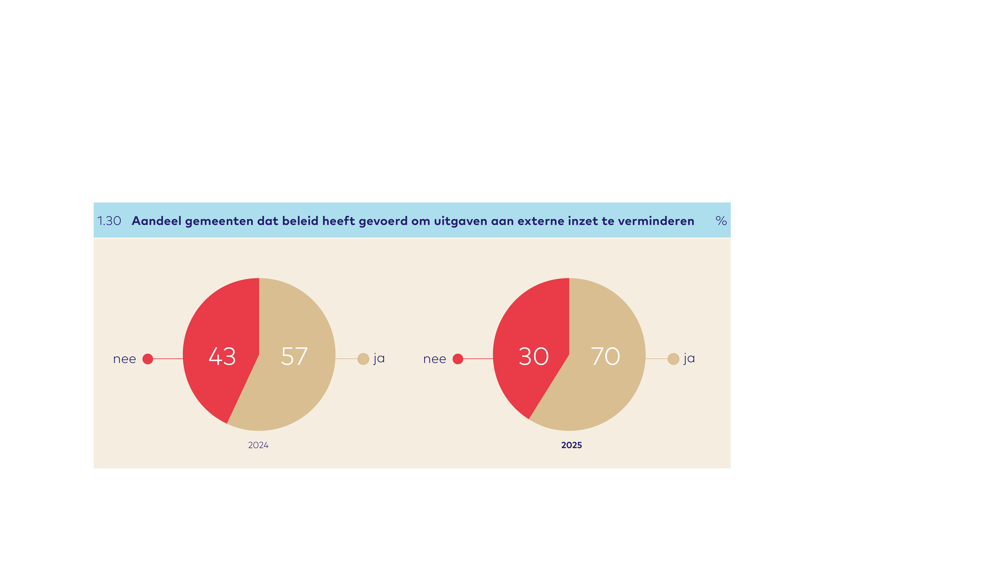 1.30 Aandeel gemeenten dat beleid heeft gevoerd om uitgaven aan externe inzet te verminderen %
nee 43 57 ja
2024
nee 30 70 ja
2025